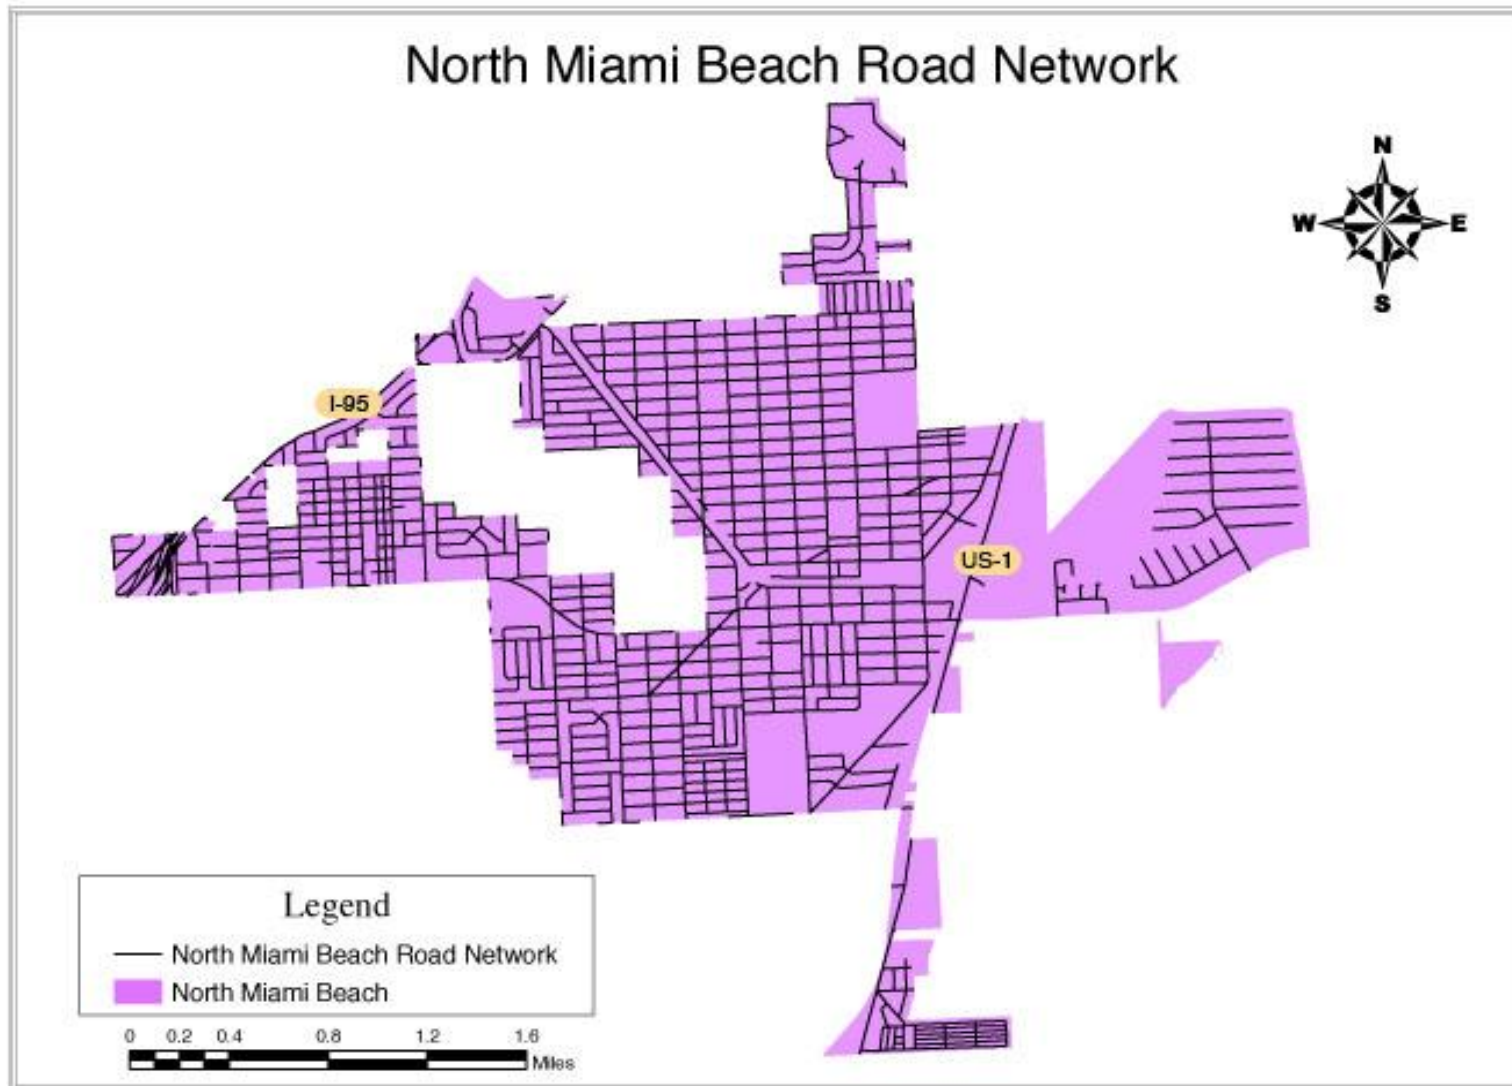 North Miami Beach Road Network
N
W E
S
I-95
US-1
Legend
North Miami Beach Road Network
North Miami Beach
0 0.2 0.4 0.8 1.2 1.6
Miles